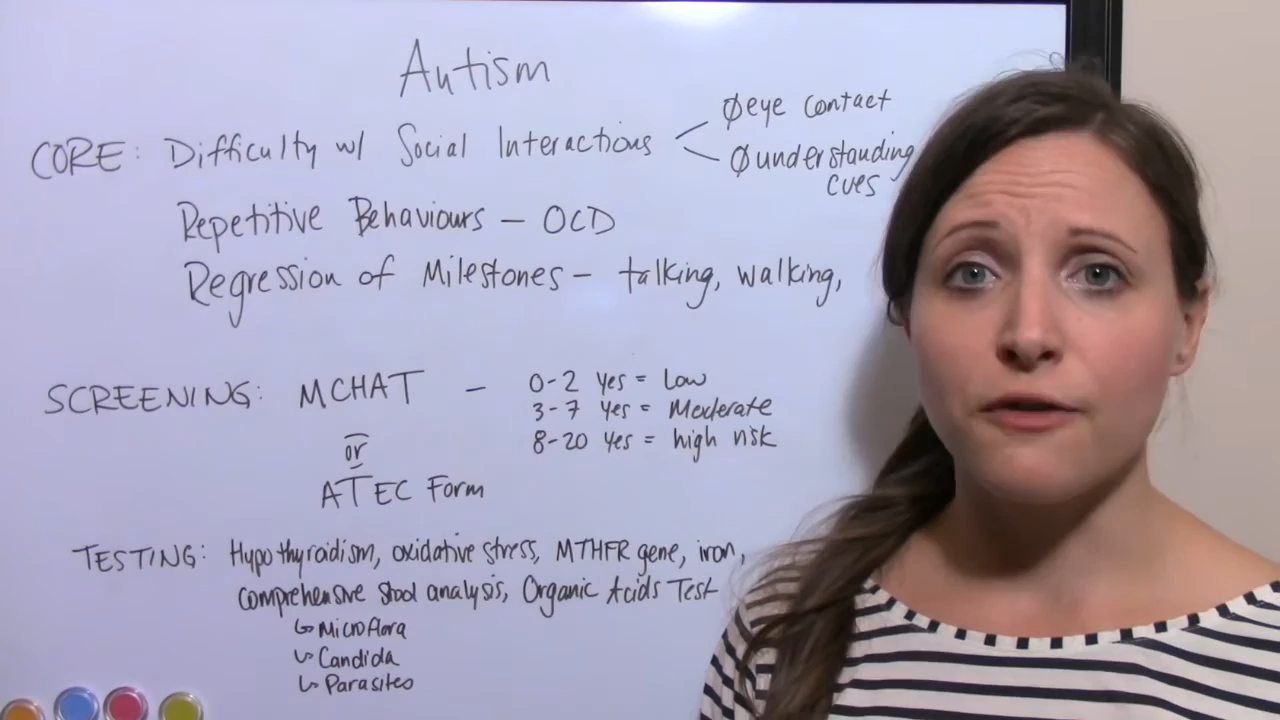 Autism
CORE: Difficulty w/ Social Interactions
Øeye contact
Øunderstanding
cues
Repetitive Behaviours – OCD
Regression of Milestones – talking, walking,
SCREENING: MCHAT – 0-2 yes = Low
3-7 yes = Moderate
8-20 yes = high risk
or
ATEC Form
TESTING: Hypothyroidism, oxidative stress, MTHFR gene, iron,
comprehensive stool analysis, Organic Acids Test
↳ Microflora
↳ Candida
↳ Parasites